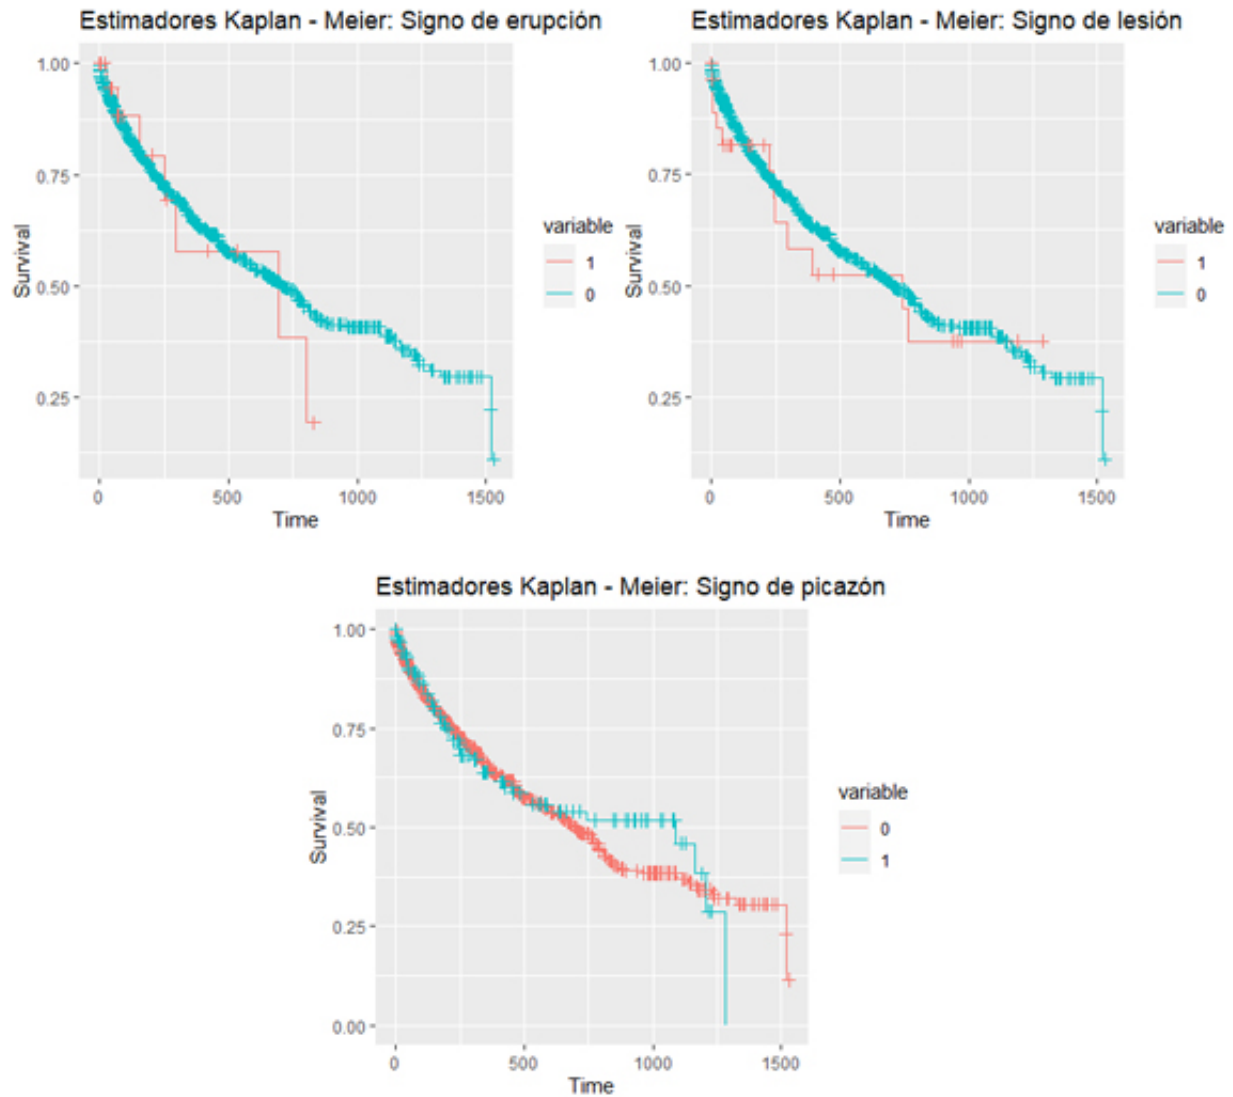 Estimadores Kaplan - Meier: Signo de erupción
1.00
0.75
0.50
0.25
Survival
0
500
1000
1500
Time
variable
1
0
Estimadores Kaplan - Meier: Signo de lesión
1.00
0.75
0.50
0.25
Survival
0
500
1000
1500
Time
variable
1
0
Estimadores Kaplan - Meier: Signo de picazón
1.00
0.75
0.50
0.25
0.00
Survival
0
500
1000
1500
Time
variable
0
1